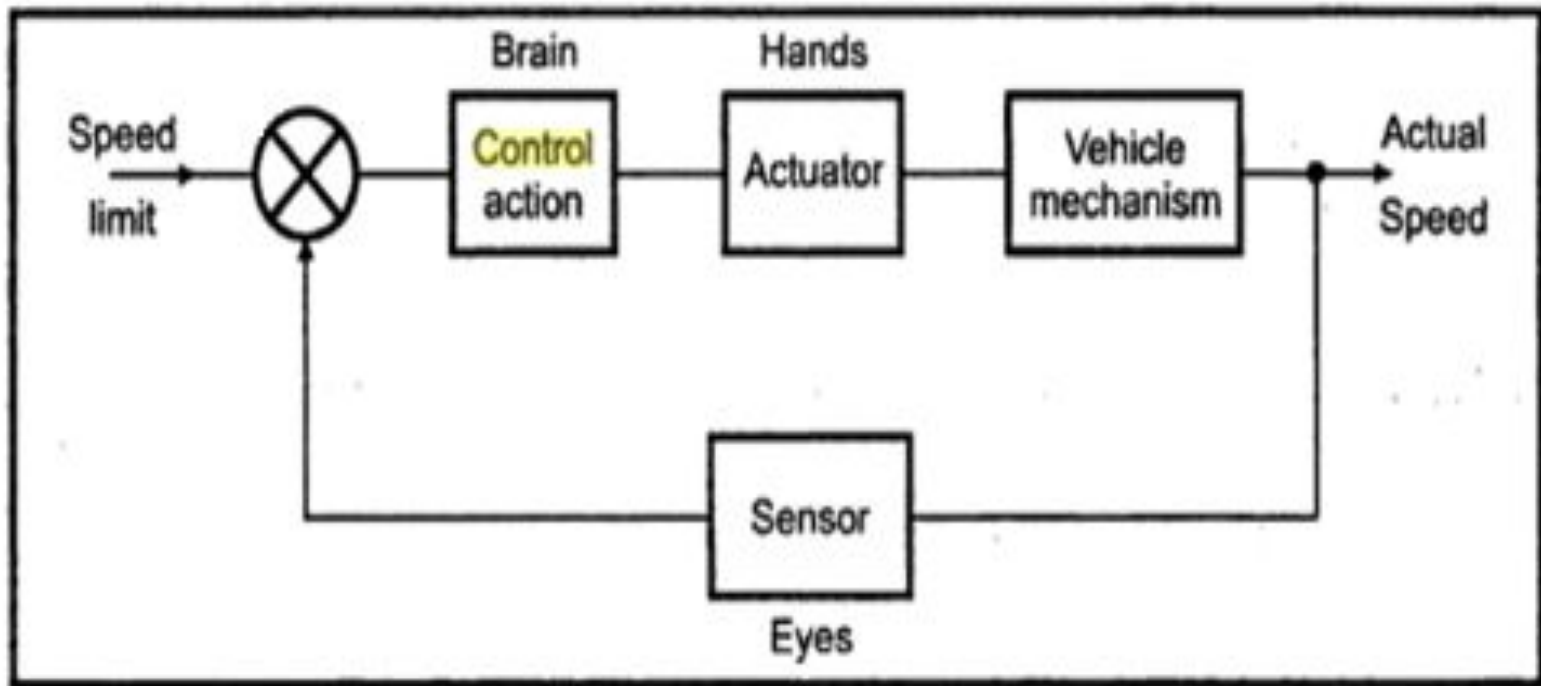 Brain
Hands
Speed
limit
Control
action
Actuator
Vehicle
mechanism
Actual
Speed
Sensor
Eyes